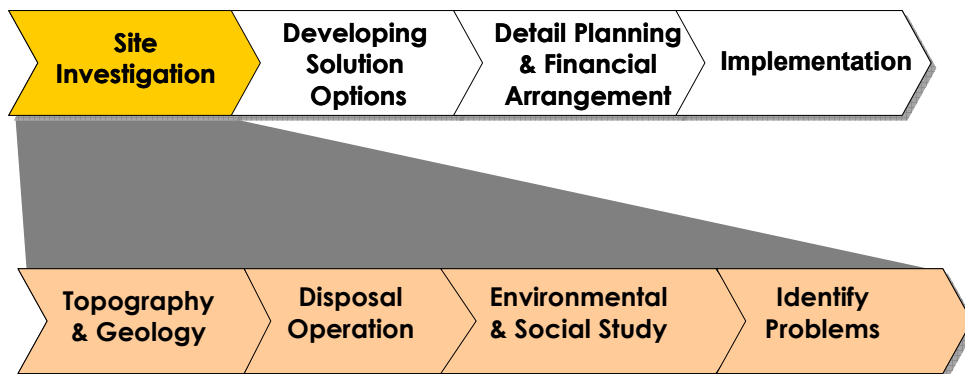 Site
Investigation
Developing
Solution
Options
Detail Planning
& Financial
Arrangement
Implementation
Topography
& Geology
Disposal
Operation
Environmental
& Social Study
Identify
Problems